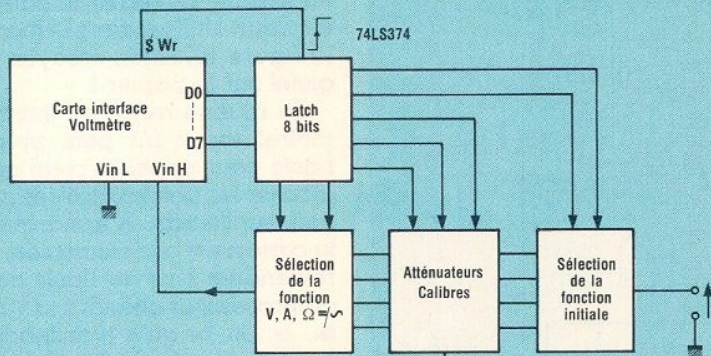 $ Wr
74LS374
Carte interface
Voltmètre
D0
D7
Vin L
Vin H
Latch
8 bits
Sélection
de la
fonction
V, A, Ω =/~
Atténuateurs
Calibres
Sélection
de la
fonction
initiale